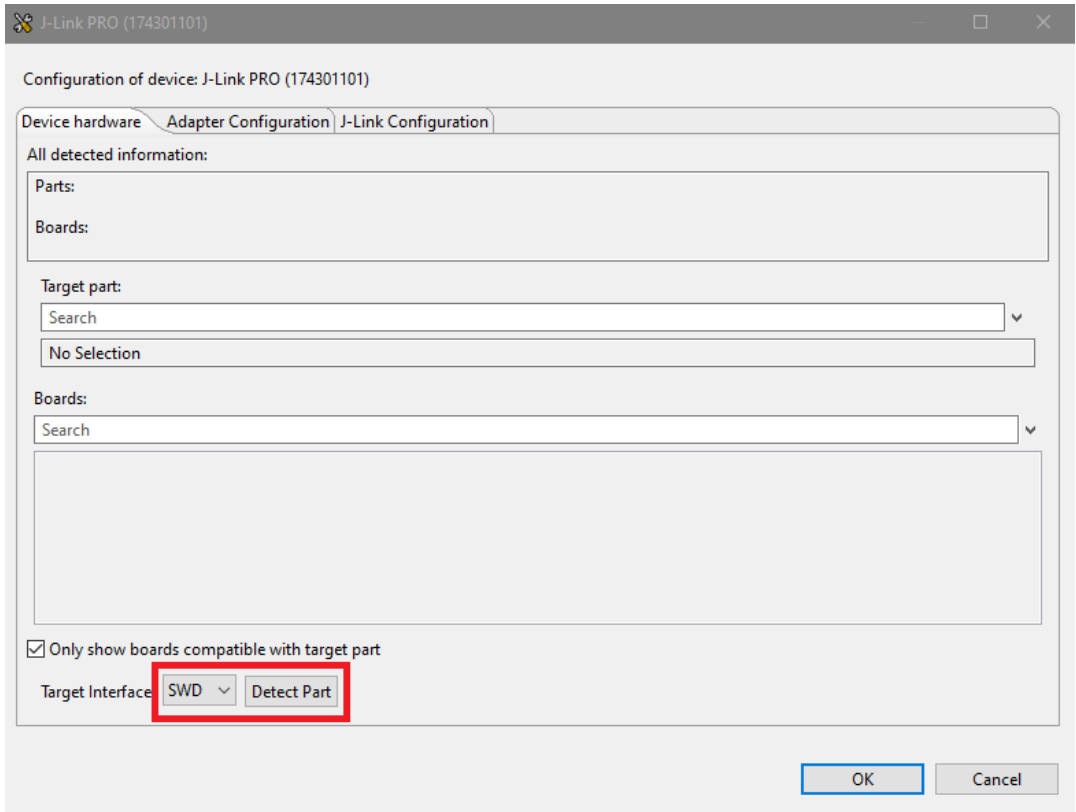 J-Link PRO (174301101)
Configuration of device: J-Link PRO (174301101)
Device hardware Adapter Configuration J-Link Configuration
All detected information:
Parts:
Boards:
Target part:
Search
No Selection
Boards:
Search
Only show boards compatible with target part
Target Interface SWD Detect Part
OK Cancel